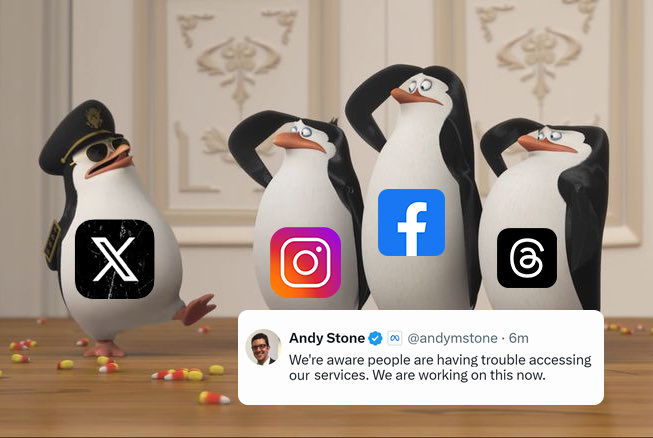 Andy Stone @andymstone · 6m
We're aware people are having trouble accessing
our services. We are working on this now.